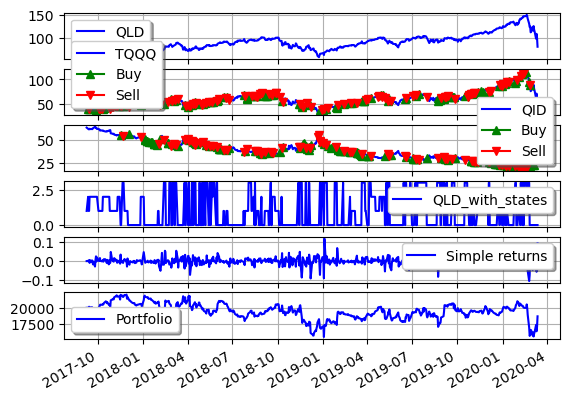 150
100
QLD
TQQQ
Buy
Sell
100
50
QID
Buy
Sell
50
25
2.5
0.0
QLD_with_states
0.1
0.0
−0.1
Simple returns
20000
17500
Portfolio
2017-10
2018-01
2018-04
2018-07
2018-10
2019-01
2019-04
2019-07
2019-10
2020-01
2020-04